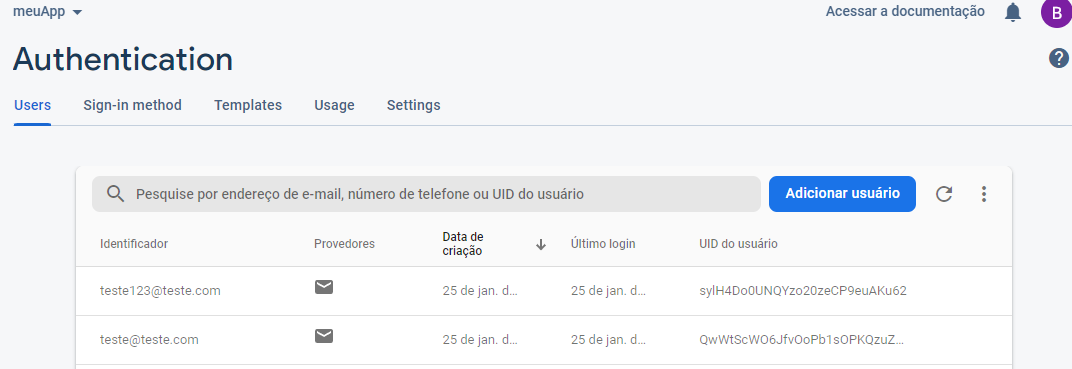 meuApp
Acessar a documentação
B
Authentication
?
Users Sign-in method Templates Usage Settings
Pesquise por endereço de e-mail, número de telefone ou UID do usuário
Adicionar usuário
Identificador Provedores Data de criação Último login UID do usuário
teste123@teste.com 25 de jan. d... 25 de jan. d... sylH4Do0UNQYzo20zeCP9euAKu62
teste@teste.com 25 de jan. d... 25 de jan. d... QwWtScWO6JfvOoPb1sOPKQzuZ...